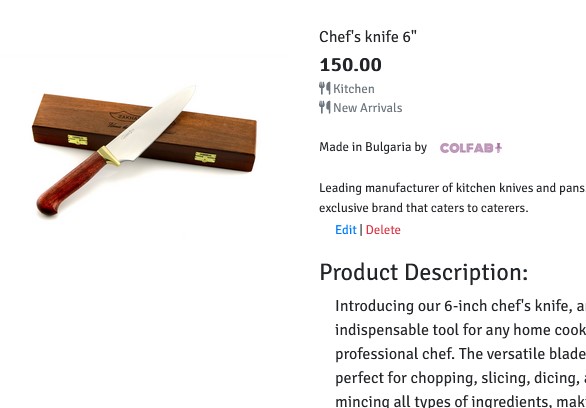 Chef's knife 6"
150.00
Kitchen
New Arrivals
Made in Bulgaria by COLFAB
Leading manufacturer of kitchen knives and pans
exclusive brand that caters to caterers.
Edit | Delete
Product Description:
Introducing our 6-inch chef's knife,
indispensable tool for any home cook
professional chef. The versatile blade
perfect for chopping, slicing, dicing,
mincing all types of ingredients,